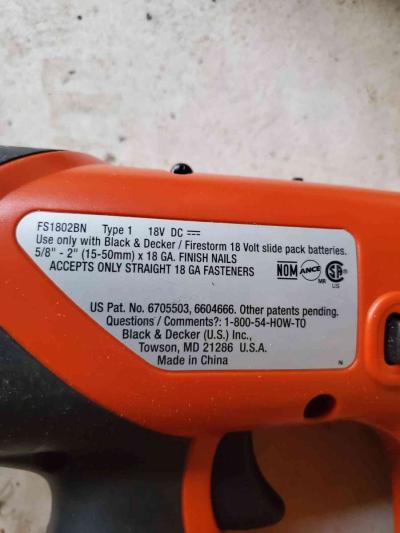 FS1802BN Type 1 18V DC ⎓
Use only with Black & Decker / Firestorm 18 Volt slide pack batteries.
5/8" - 2" (15-50mm) x 18 GA. FINISH NAILS
ACCEPTS ONLY STRAIGHT 18 GA FASTENERS
NOM ANCE MR SA US
US Pat. No. 6705503, 6604666. Other patents pending.
Questions / Comments?: 1-800-54-HOW-TO
Black & Decker (U.S.) Inc.,
Towson, MD 21286 U.S.A.
Made in China
N